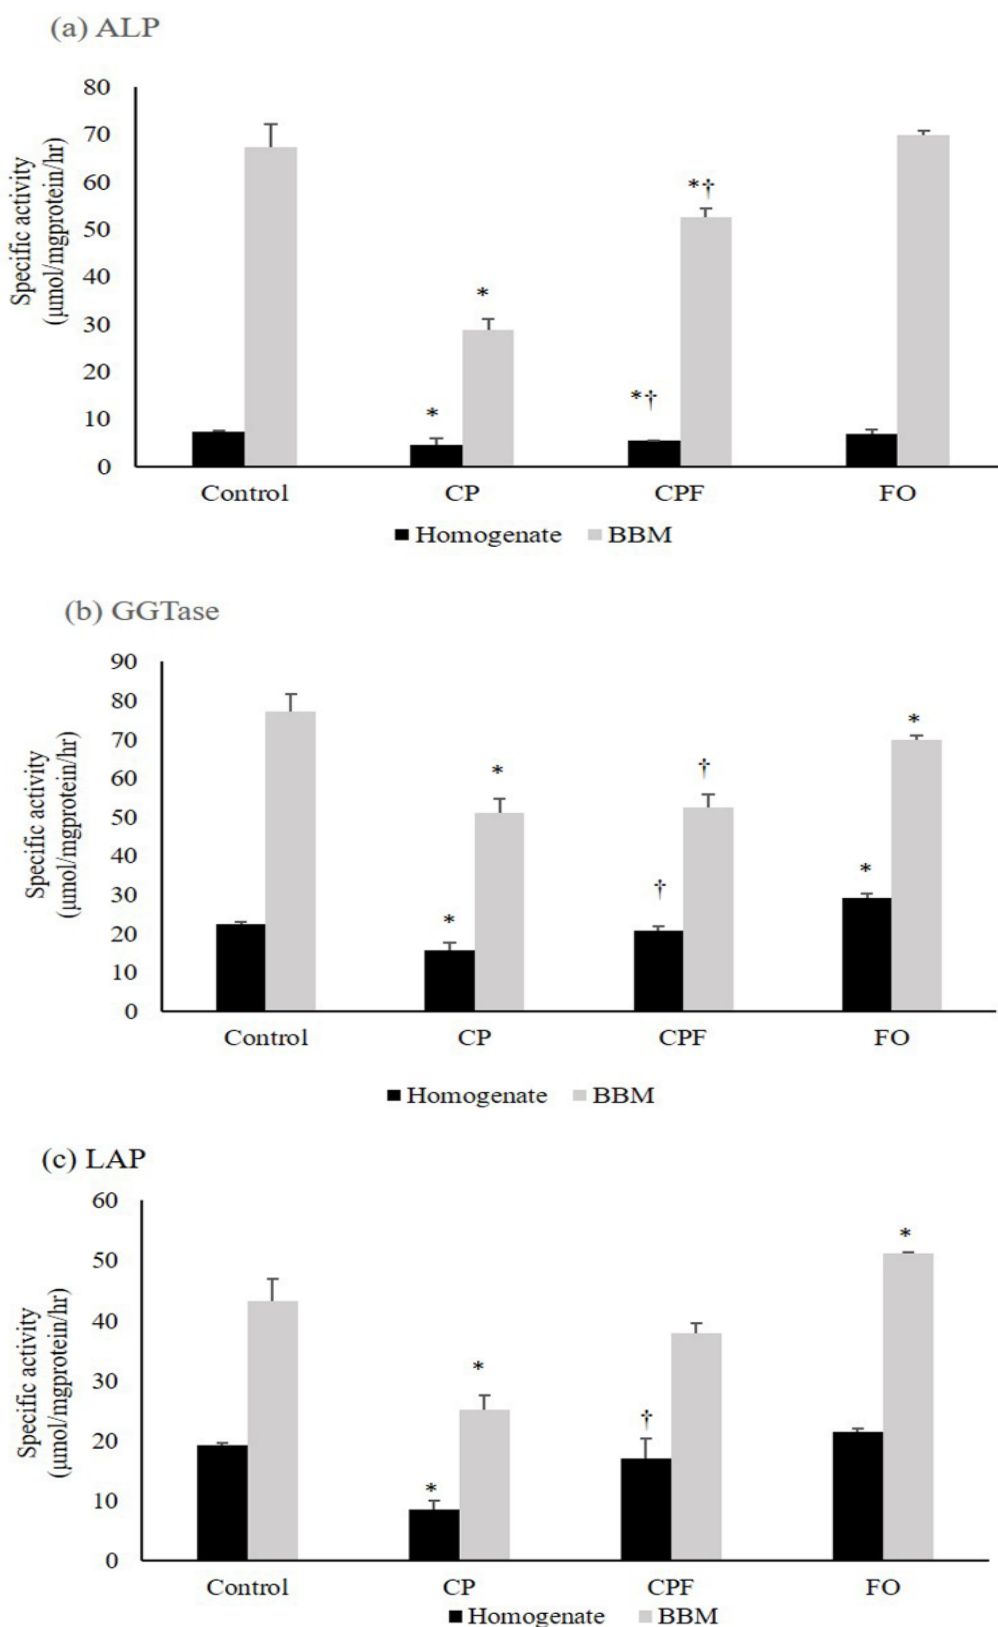 (a) ALP
80
70
60
50
40
30
20
10
0
Specific activity
(μmol/mgprotein/hr)
*
*
*†
*†
Control CP CPF FO
Homogenate BBM
(b) GGTase
90
80
70
60
50
40
30
20
10
0
Specific activity
(μmol/mgprotein/hr)
*
*
†
†
*
*
Control CP CPF FO
Homogenate BBM
(c) LAP
60
50
40
30
20
10
0
Specific activity
(μmol/mgprotein/hr)
*
*
†
*
Control CP CPF FO
Homogenate BBM